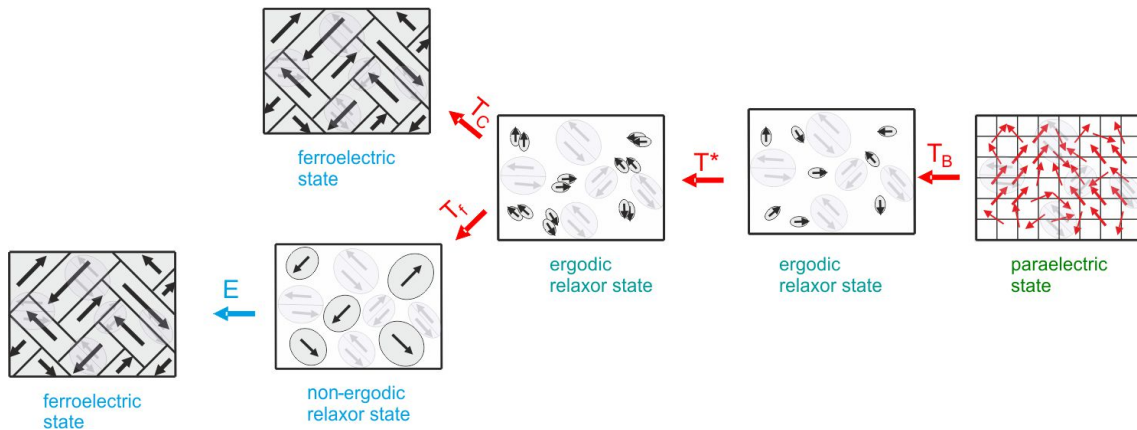 T_C
ferroelectric
state
T*
T_B
T_f
ergodic
relaxor state
ergodic
relaxor state
paraelectric
state
E
ferroelectric
state
non-ergodic
relaxor state